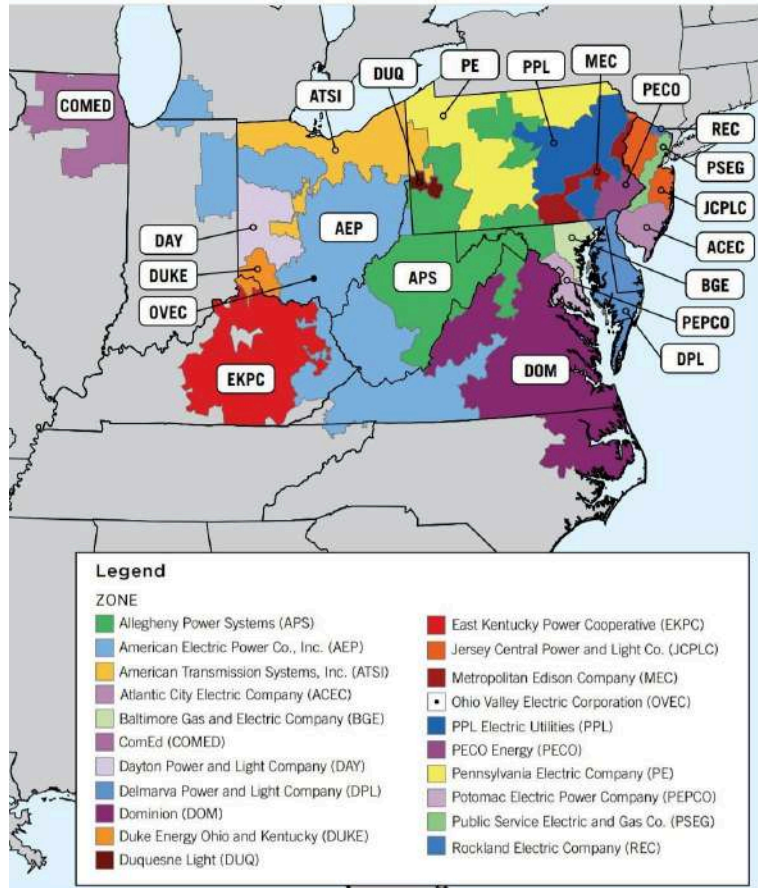 COMED
ATSI
DUQ
PE
PPL
MEC
PECO
REC
PSEG
JCPLC
ACEC
BGE
PEPCO
DPL
DAY
DUKE
OVEC
AEP
APS
EKPC
DOM
Legend
ZONE
Allegheny Power Systems (APS)
American Electric Power Co., Inc. (AEP)
American Transmission Systems, Inc. (ATSI)
Atlantic City Electric Company (ACEC)
Baltimore Gas and Electric Company (BGE)
ComEd (COMED)
Dayton Power and Light Company (DAY)
Delmarva Power and Light Company (DPL)
Dominion (DOM)
Duke Energy Ohio and Kentucky (DUKE)
Duquesne Light (DUQ)
East Kentucky Power Cooperative (EKPC)
Jersey Central Power and Light Co. (JCPLC)
Metropolitan Edison Company (MEC)
Ohio Valley Electric Corporation (OVEC)
PPL Electric Utilities (PPL)
PECO Energy (PECO)
Pennsylvania Electric Company (PE)
Potomac Electric Power Company (PEPCO)
Public Service Electric and Gas Co. (PSEG)
Rockland Electric Company (REC)